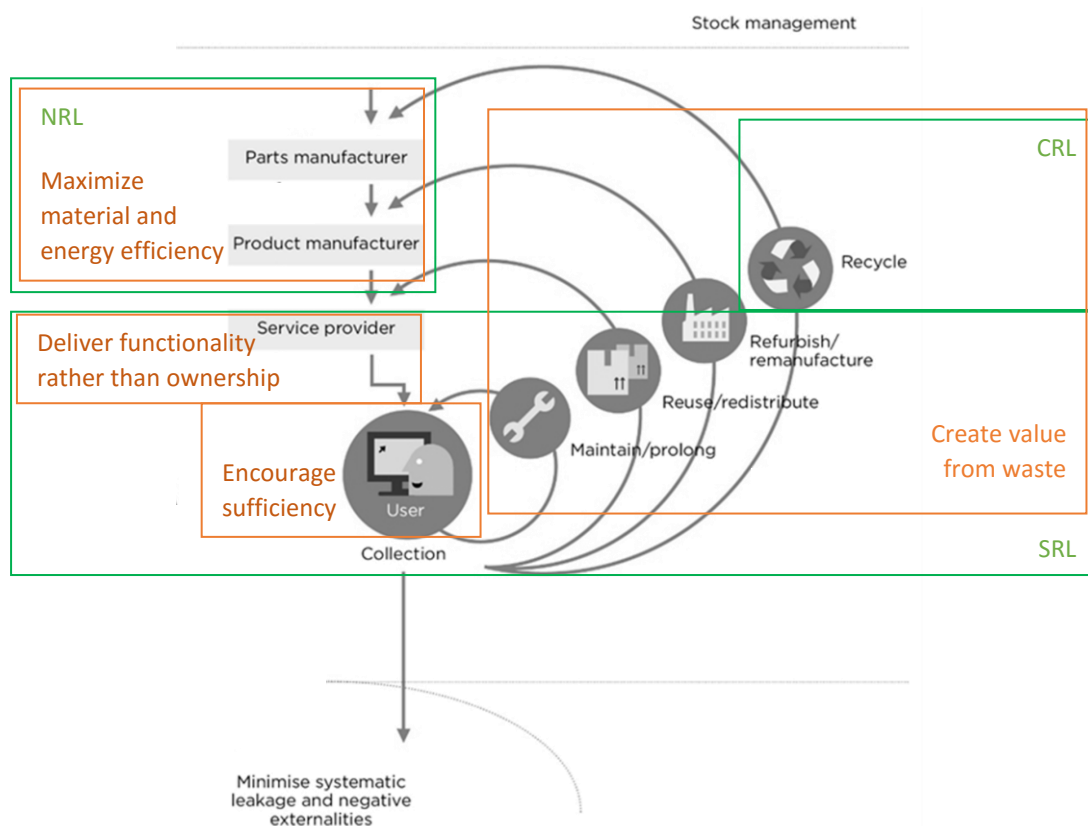 Stock management
NRL
CRL
Parts manufacturer
Maximize
material and
energy efficiency
Product manufacturer
Recycle
Service provider
Deliver functionality
rather than ownership
Refurbish/
remanufacture
Reuse/redistribute
Maintain/prolong
Create value
from waste
Encourage
sufficiency
User
Collection
SRL
Minimise systematic
leakage and negative
externalities